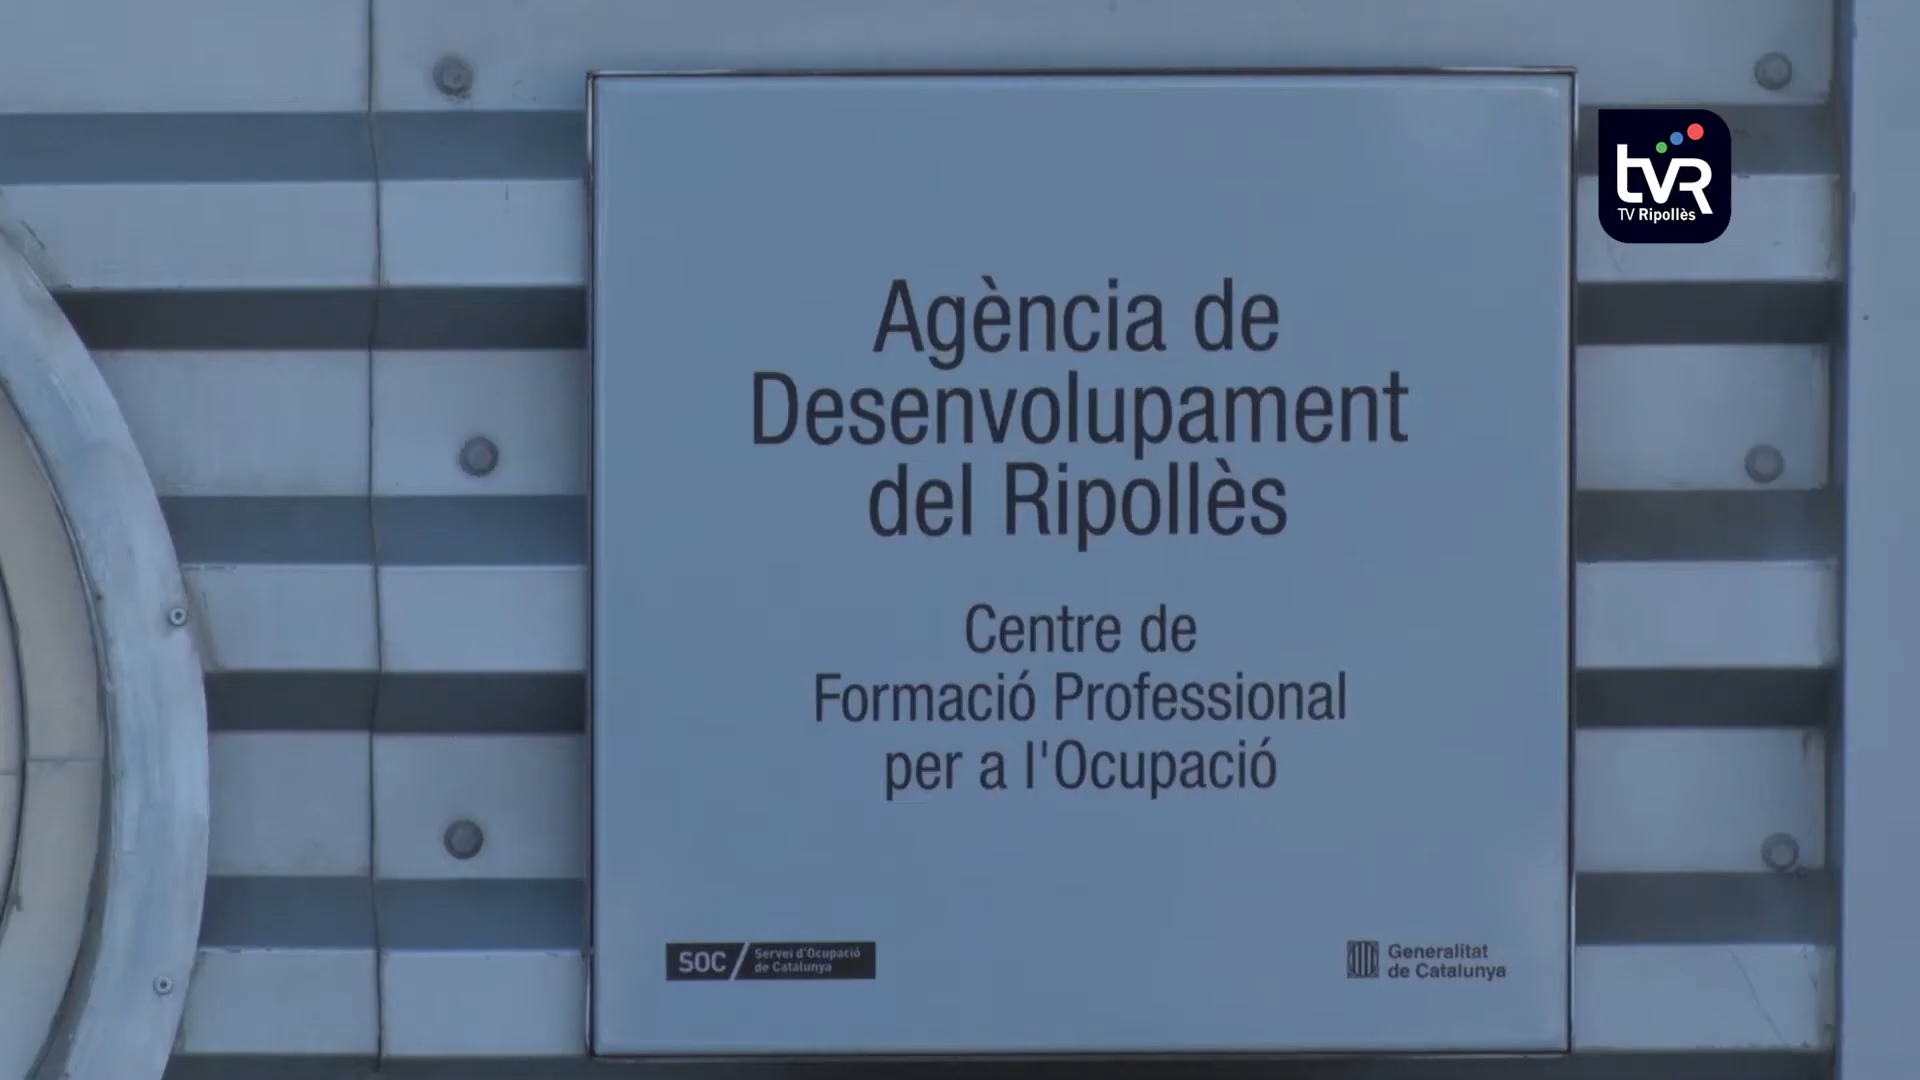 tvR
TV Ripollès
Agència de
Desenvolupament
del Ripollès
Centre de
Formació Professional
per a l'Ocupació
SOC
Servei d'Ocupació
de Catalunya
Generalitat
de Catalunya